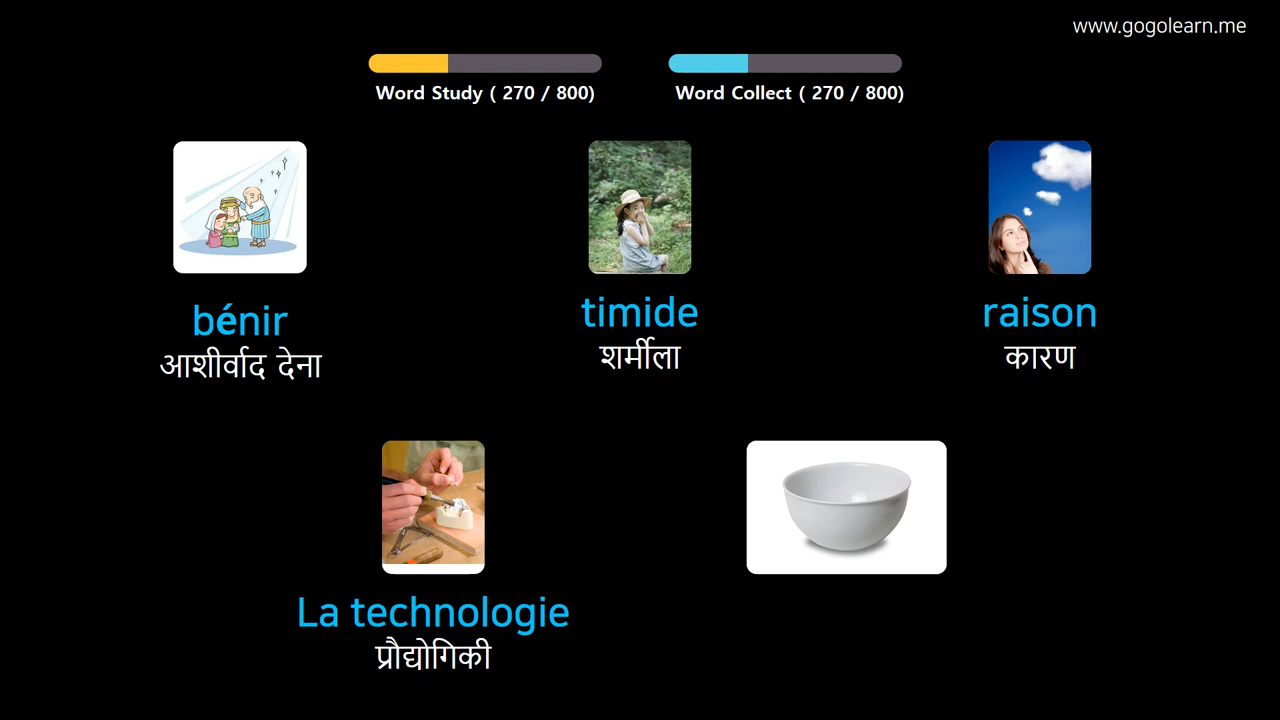 www.gogolearn.me
Word Study ( 270 / 800)
Word Collect ( 270 / 800)
bénir
आशीर्वाद देना
timide
शर्मीला
raison
कारण
La technologie
प्रौद्योगिकी